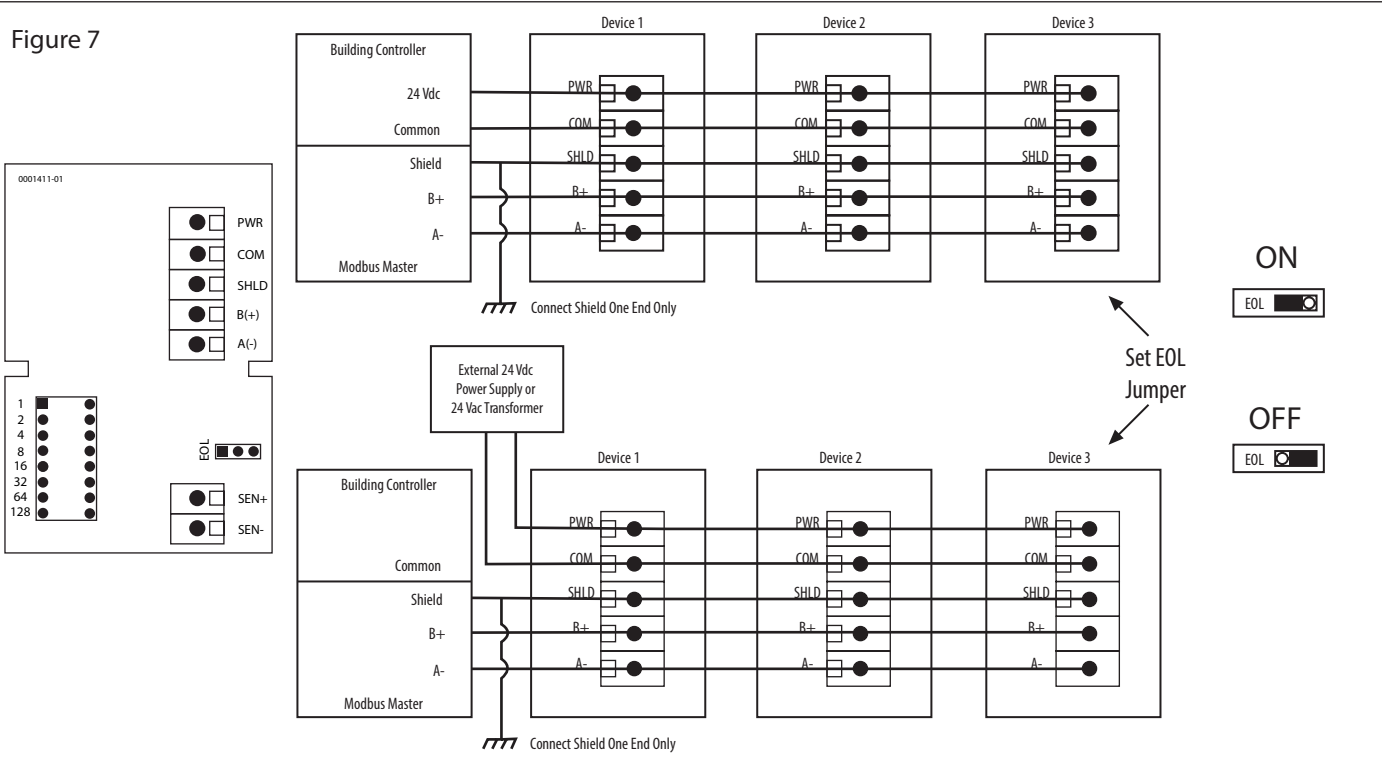 Figure 7
0001411-01
PWR
COM
SHLD
B(+)
A(-)
1
2
4
8
16
32
64
128
EOL
SEN+
SEN-
Building Controller
24 Vdc
Common
Shield
B+
A-
Modbus Master
Device 1
PWR
COM
SHLD
B+
A-
Device 2
PWR
COM
SHLD
B+
A-
Device 3
PWR
COM
SHLD
B+
A-
Connect Shield One End Only
External 24 Vdc
Power Supply or
24 Vac Transformer
Set EOL
Jumper
ON
EOL
OFF
EOL
Building Controller
Common
Shield
B+
A-
Modbus Master
Device 1
PWR
COM
SHLD
B+
A-
Device 2
PWR
COM
SHLD
B+
A-
Device 3
PWR
COM
SHLD
B+
A-
Connect Shield One End Only